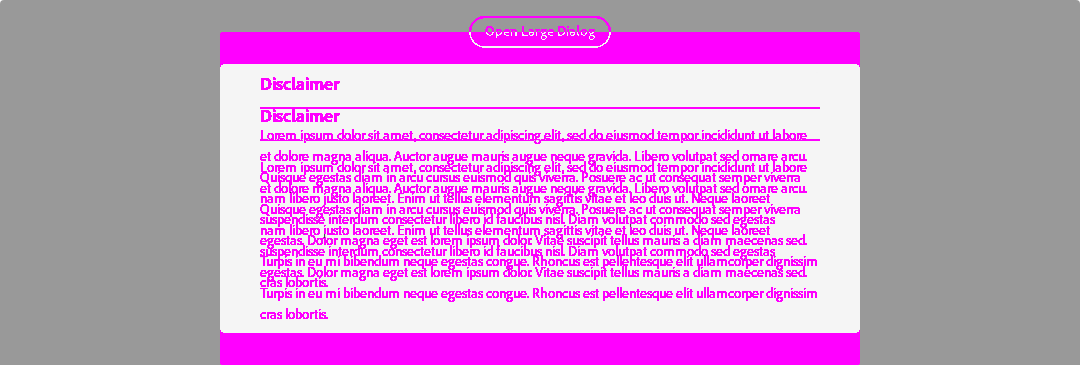 Open Large Dialog
Disclaimer
Disclaimer
Lorem ipsum dolor sit amet, consectetur adipiscing elit, sed do eiusmod tempor incididunt ut labore
et dolore magna aliqua. Auctor augue mauris augue neque gravida. Libero volutpat sed ornare arcu.
Lorem ipsum dolor sit amet, consectetur adipiscing elit, sed do eiusmod tempor incididunt ut labore
Quisque egestas diam in arcu cursus euismod quis viverra. Posuere ac ut consequat semper viverra
et dolore magna aliqua. Auctor augue mauris augue neque gravida. Libero volutpat sed ornare arcu.
nam libero justo laoreet. Enim ut tellus elementum sagittis vitae et leo duis ut. Neque laoreet
Quisque egestas diam in arcu cursus euismod quis viverra. Posuere ac ut consequat semper viverra
suspendisse interdum consectetur libero id faucibus nisl. Diam volutpat commodo sed egestas
nam libero justo laoreet. Enim ut tellus elementum sagittis vitae et leo duis ut. Neque laoreet
egestas. Dolor magna eget est lorem ipsum dolor. Vitae suscipit tellus mauris a diam maecenas sed.
suspendisse interdum consectetur libero id faucibus nisl. Diam volutpat commodo sed egestas
Turpis in eu mi bibendum neque egestas congue. Rhoncus est pellentesque elit ullamcorper dignissim
egestas. Dolor magna eget est lorem ipsum dolor. Vitae suscipit tellus mauris a diam maecenas sed.
cras lobortis.
Turpis in eu mi bibendum neque egestas congue. Rhoncus est pellentesque elit ullamcorper dignissim
cras lobortis.